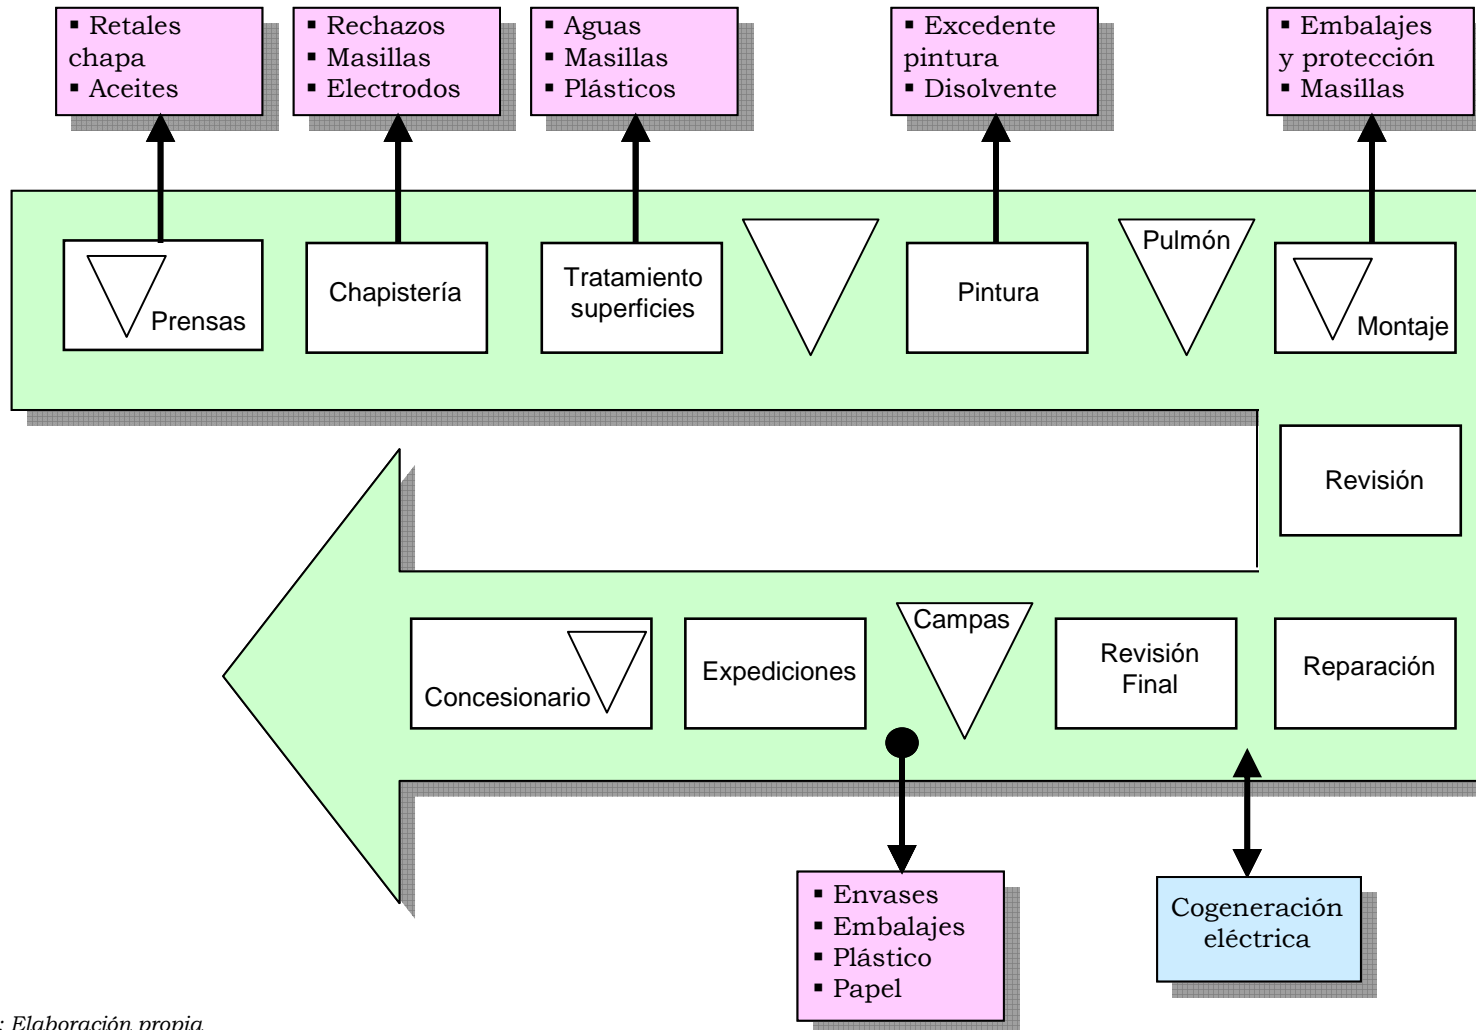 ▪ Retales
chapa
▪ Aceites
▪ Rechazos
▪ Masillas
▪ Electrodos
▪ Aguas
▪ Masillas
▪ Plásticos
▪ Excedente
pintura
▪ Disolvente
▪ Embalajes
y protección
▪ Masillas
Prensas
Chapistería
Tratamiento
superficies
Pintura
Pulmón
Montaje
Revisión
Concesionario
Expediciones
Campas
Revisión
Final
Reparación
▪ Envases
▪ Embalajes
▪ Plástico
▪ Papel
Cogeneración
eléctrica
: Elaboración propia